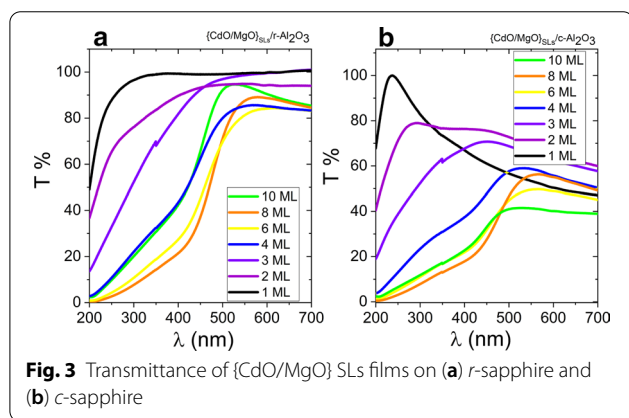 a
{CdO/MgO}SLs/r-Al2O3
100
80
60
40
20
0
T %
10 ML
8 ML
6 ML
4 ML
3 ML
2 ML
1 ML
200 300 400 500 600 700
λ (nm)
b
{CdO/MgO}SLs/c-Al2O3
120
100
80
60
40
20
0
T %
10 ML
8 ML
6 ML
4 ML
3 ML
2 ML
1 ML
200 300 400 500 600 700
λ (nm)
Fig. 3 Transmittance of {CdO/MgO} SLs films on (a) r-sapphire and
(b) c-sapphire